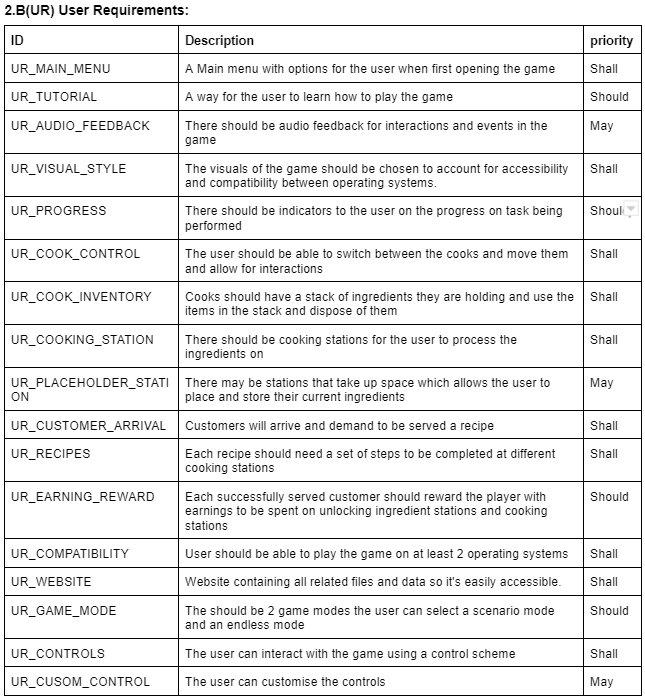 2.B(UR) User Requirements:
ID Description priority
UR_MAIN_MENU A Main menu with options for the user when first opening the game Shall
UR_TUTORIAL A way for the user to learn how to play the game Should
UR_AUDIO_FEEDBACK There should be audio feedback for interactions and events in the May
game
UR_VISUAL_STYLE The visuals of the game should be chosen to account for accessibility Shall
and compatibility between operating systems.
UR_PROGRESS There should be indicators to the user on the progress on task being Shoul
performed
UR_COOK_CONTROL The user should be able to switch between the cooks and move them Shall
and allow for interactions
UR_COOK_INVENTORY Cooks should have a stack of ingredients they are holding and use the Shall
items in the stack and dispose of them
UR_COOKING_STATION There should be cooking stations for the user to process the Shall
ingredients on
UR_PLACEHOLDER_STATI There may be stations that take up space which allows the user to May
ON place and store their current ingredients
UR_CUSTOMER_ARRIVAL Customers will arrive and demand to be served a recipe Shall
UR_RECIPES Each recipe should need a set of steps to be completed at different Shall
cooking stations
UR_EARNING_REWARD Each successfully served customer should reward the player with Should
earnings to be spent on unlocking ingredient stations and cooking
stations
UR_COMPATIBILITY User should be able to play the game on at least 2 operating systems Shall
UR_WEBSITE Website containing all related files and data so it's easily accessible. Shall
UR_GAME_MODE The should be 2 game modes the user can select a scenario mode Should
and an endless mode
UR_CONTROLS The user can interact with the game using a control scheme Shall
UR_CUSOM_CONTROL The user can customise the controls May